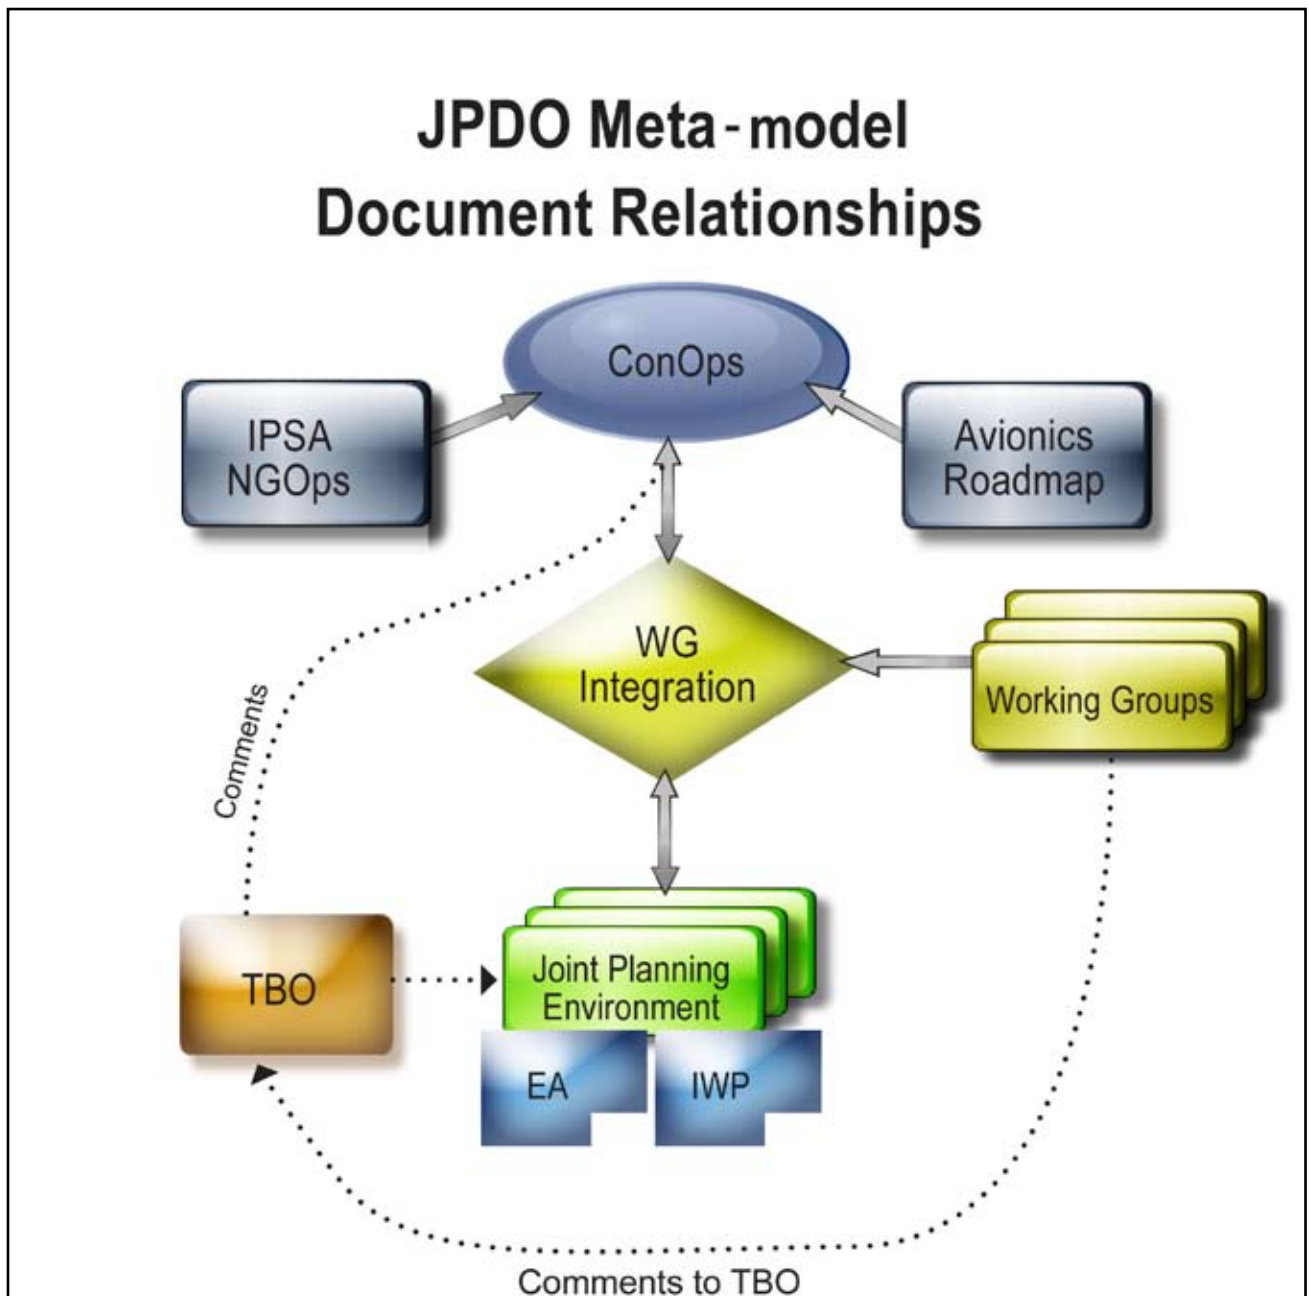 JPDO Meta-model
Document Relationships
ConOps
IPSA
NGOps
Avionics
Roadmap
WG
Integration
Working Groups
Comments
TBO
Joint Planning
Environment
EA
IWP
Comments to TBO